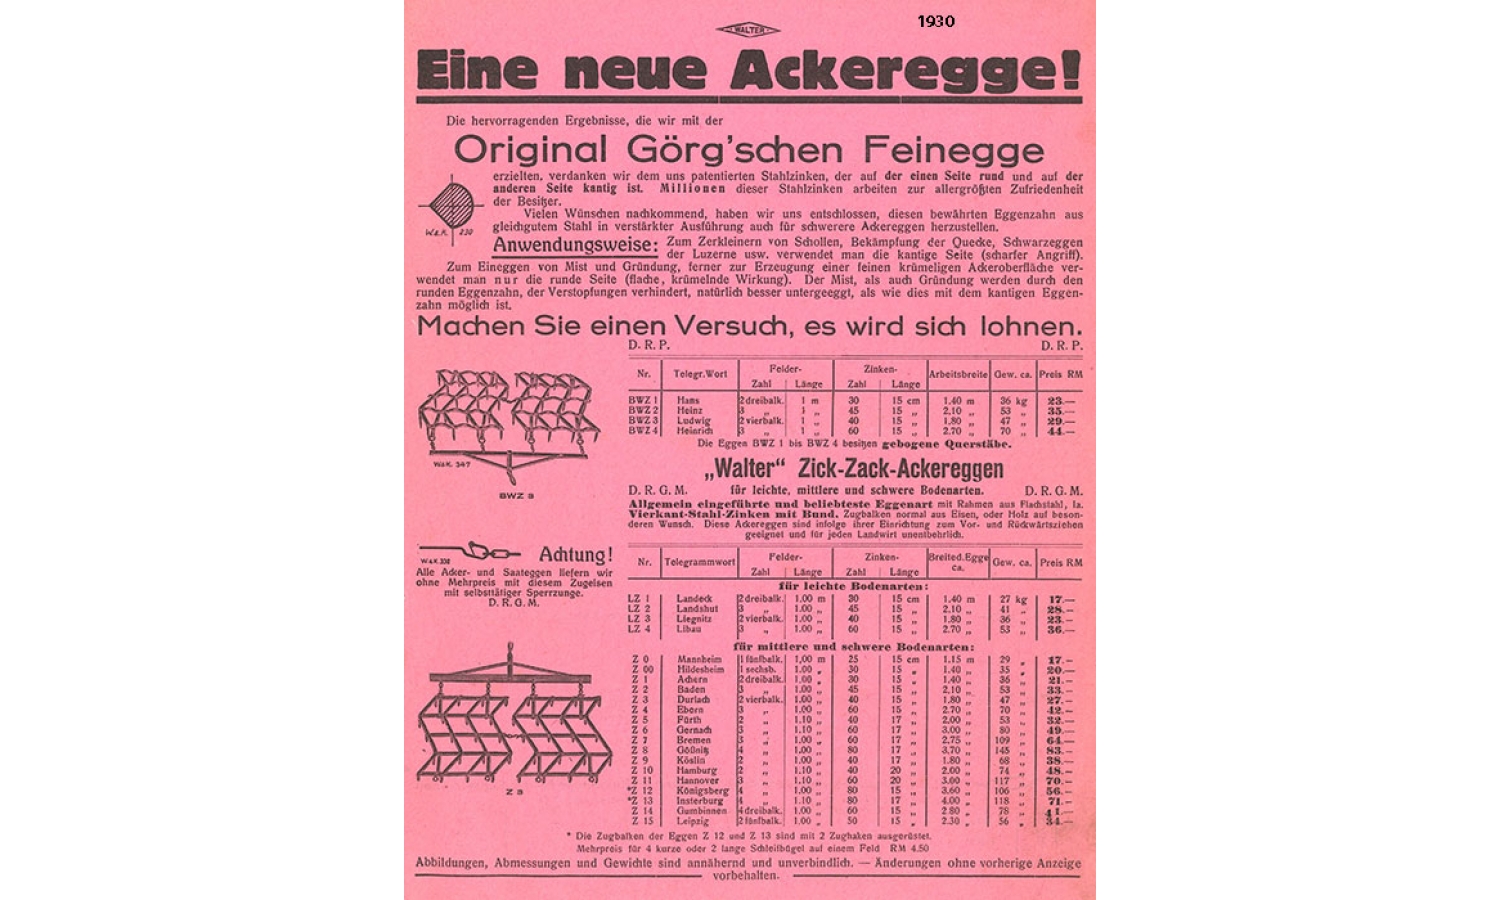 1930
WALTER
Eine neue Ackeregge!
Die hervorragenden Ergebnisse, die wir mit der
Original Görg'schen Feinegge
erzielten, verdanken wir dem uns patentierten Stahlzinken, der auf der einen Seite rund und auf der
anderen Seite kantig ist. Millionen dieser Stahlzinken arbeiten zur allergrößten Zufriedenheit
der Besitzer.
Vielen Wünschen nachkommend, haben wir uns entschlossen, diesen bewährten Eggenzahn aus
gleichgutem Stahl in verstärkter Ausführung auch für schwerere Ackereggen herzustellen.
W.&K. 230
Anwendungsweise: Zum Zerkleinern von Schollen, Bekämpfung der Quecke, Schwarzeggen
der Luzerne usw. verwendet man die kantige Seite (scharfer Angriff).
Zum Eineggen von Mist und Gründung, ferner zur Erzeugung einer feinen krümeligen Ackeroberfläche ver-
wendet man nur die runde Seite (flache, krümelnde Wirkung). Der Mist, als auch Gründung werden durch den
runden Eggenzahn, der Verstopfungen verhindert, natürlich besser untergeeggt, als wie dies mit dem kantigen Eggen-
zahn möglich ist.
Machen Sie einen Versuch, es wird sich lohnen.
D. R. P. D. R. P.
Nr. Telegr.Wort Felder- Zinken- Arbeitsbreite Gew. ca. Preis RM
Zahl Länge Zahl Länge
BWZ 1 Hans 2 dreibalk. 1 m 30 15 cm 1,40 m 36 kg 23.—
BWZ 2 Heinz 3 „ 1 „ 45 15 „ 2,10 „ 53 „ 35.—
BWZ 3 Ludwig 2 vierbalk. 1 „ 40 15 „ 1,80 „ 47 „ 29.—
BWZ 4 Heinrich 3 „ 1 „ 60 15 „ 2.70 „ 70 „ 44.—
Die Eggen BWZ 1 bis BWZ 4 besitzen gebogene Querstäbe.
W&K. 347
BWZ 3
„Walter“ Zick-Zack-Ackereggen
D. R. G. M. für leichte, mittlere und schwere Bodenarten. D. R. G. M.
Allgemein eingeführte und beliebteste Eggenart mit Rahmen aus Flachstahl, Ia.
Vierkant-Stahl-Zinken mit Bund. Zugbalken normal aus Eisen, oder Holz auf beson-
deren Wunsch. Diese Ackereggen sind infolge ihrer Einrichtung zum Vor- und Rückwärtsziehen
geeignet und für jeden Landwirt unentbehrlich.
W&K 338
Achtung!
Alle Acker- und Saateggen liefern wir
ohne Mehrpreis mit diesem Zugeisen
mit selbsttätiger Sperrzunge.
D. R. G. M.
Nr. Telegrammwort Felder- Zinken- Breite d. Egge ca. Gew. ca. Preis RM
Zahl Länge Zahl Länge
für leichte Bodenarten:
LZ 1 Landeck 2 dreibalk. 1,00 m 30 15 cm 1,40 m 27 kg 17.—
LZ 2 Landshut 3 „ 1.00 „ 45 15 „ 2.10 „ 41 „ 28.—
LZ 3 Liegnitz 2 vierbalk. 1.00 „ 40 15 „ 1.80 „ 36 „ 23.—
LZ 4 Libau 3 „ 1.00 „ 60 15 „ 2.70 „ 53 „ 36.—
für mittlere und schwere Bodenarten:
Z 0 Mannheim 1 fünfbalk. 1,00 m 25 15 cm 1,15 m 29 „ 17.—
Z 00 Hildesheim 1 sechsb. 1.00 „ 30 15 „ 1,40 „ 35 „ 20.—
Z 1 Achern 2 dreibalk. 1.00 „ 30 15 „ 1,40 „ 36 „ 21.—
Z 2 Baden 3 „ 1.00 „ 45 15 „ 2,10 „ 53 „ 33.—
Z 3 Durlach 2 vierbalk. 1.00 „ 40 15 „ 1,80 „ 47 „ 27.—
Z 4 Ebern 3 „ 1.00 „ 60 15 „ 2.70 „ 70 „ 42.—
Z 5 Fürth 2 „ 1,10 „ 40 17 „ 2.00 „ 53 „ 32.—
Z 6 Gernach 3 „ 1.10 „ 60 17 „ 3,00 „ 80 „ 49.—
Z 7 Bremen 3 „ 1.00 „ 60 17 „ 2.75 „ 109 „ 64.—
Z 8 Gößnitz 4 „ 1.00 „ 80 17 „ 3,70 „ 145 „ 83.—
Z 9 Köslin 2 „ 1,00 „ 40 17 „ 1.80 „ 68 „ 38.—
Z 10 Hamburg 2 „ 1,10 „ 40 20 „ 2.00 „ 74 „ 48.—
Z 11 Hannover 3 „ 1,10 „ 60 20 „ 3.00 „ 117 „ 70.—
*Z 12 Königsberg 4 „ 1.00 „ 80 15 „ 3,60 „ 106 „ 56.—
*Z 13 Insterburg 4 „ 1.10 „ 80 17 „ 4.00 „ 118 „ 71.—
Z 14 Gumbinnen 4 dreibalk. 1,00 „ 60 15 „ 2.80 „ 78 „ 41.—
Z 15 Leipzig 2 fünfbalk. 1.00 „ 50 15 „ 2.30 „ 56 „ 34.—
Z 3
* Die Zugbalken der Eggen Z 12 und Z 13 sind mit 2 Zughaken ausgerüstet.
Mehrpreis für 4 kurze oder 2 lange Schleifbügel auf einem Feld RM 4.50
Abbildungen, Abmessungen und Gewichte sind annähernd und unverbindlich. — Änderungen ohne vorherige Anzeige
vorbehalten.